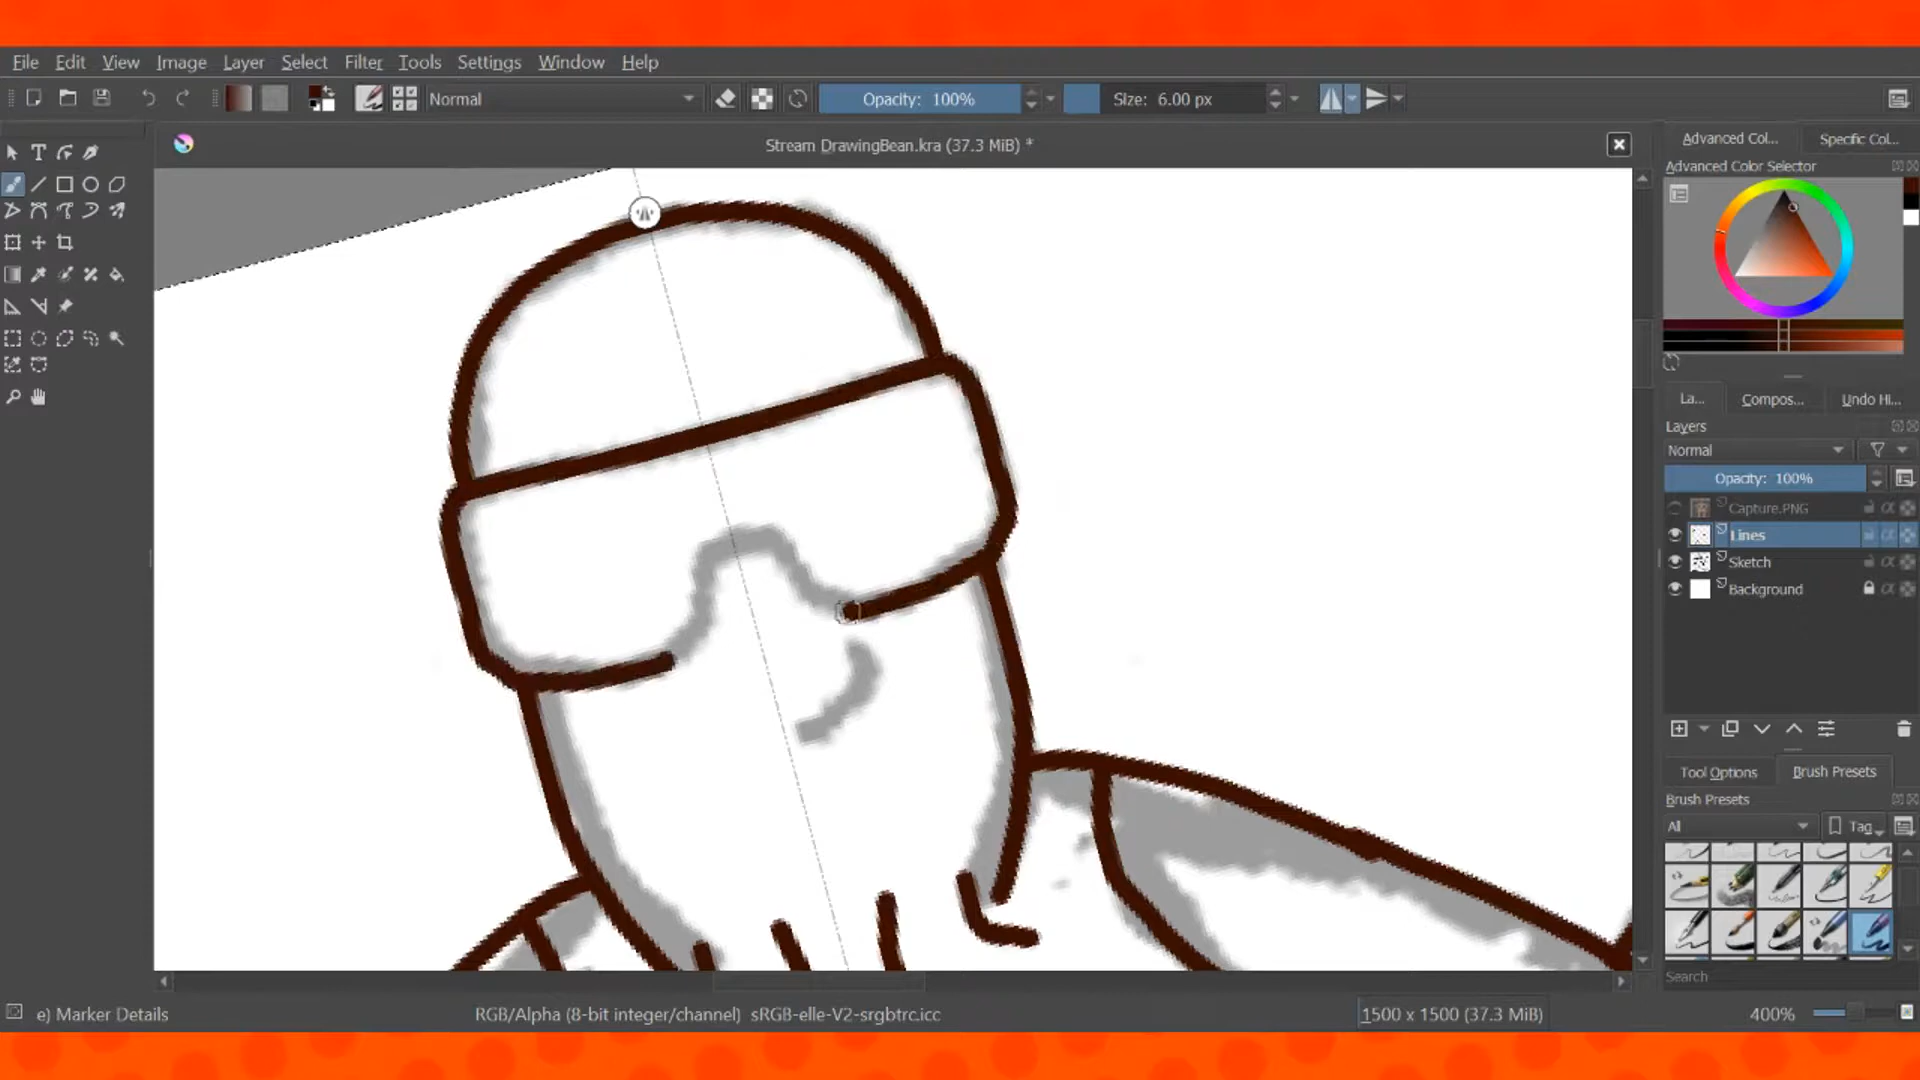 File Edit View Image Layer Select Filter Tools Settings Window Help
Normal
Opacity: 100%
Size: 6.00 px
Stream DrawingBean.kra (37.3 MiB) *
Advanced Col... Specific Col...
Advanced Color Selector
La... Compos... Undo Hi...
Layers
Normal
Opacity: 100%
Capture.PNG
Lines
Sketch
Background
Tool Options Brush Presets
Brush Presets
All Tag
Search
e) Marker Details
RGB/Alpha (8-bit integer/channel) sRGB-elle-V2-srgbtrc.icc
1500 x 1500 (37.3 MiB)
400%